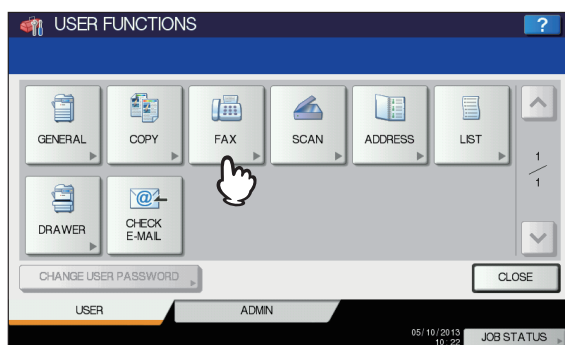 USER FUNCTIONS
?
GENERAL
COPY
FAX
SCAN
ADDRESS
LIST
1
1
DRAWER
@
CHECK
E-MAIL
CHANGE USER PASSWORD
CLOSE
USER
ADMIN
05/10/2013
10:22
JOB STATUS